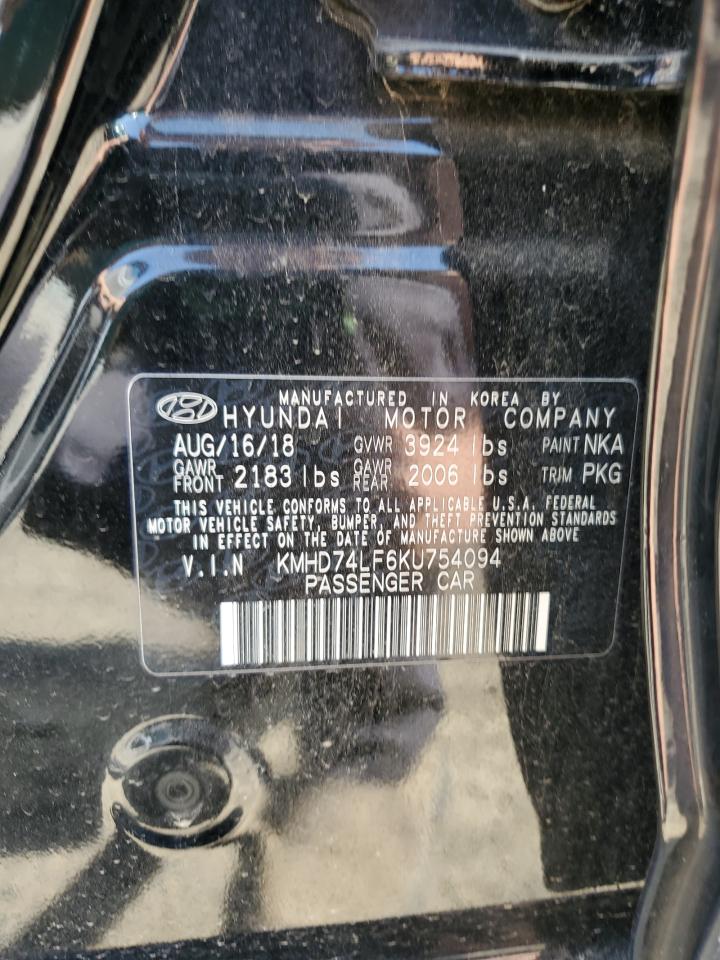 MANUFACTURED IN KOREA BY
HYUNDAI MOTOR COMPANY
AUG/16/18 GVWR 3924 lbs PAINT NKA
GAWR FRONT 2183 lbs GAWR REAR 2006 lbs TRIM PKG
THIS VEHICLE CONFORMS TO ALL APPLICABLE U.S.A. FEDERAL
MOTOR VEHICLE SAFETY, BUMPER, AND THEFT PREVENTION STANDARDS
IN EFFECT ON THE DATE OF MANUFACTURE SHOWN ABOVE
V.I.N KMHD74LF6KU754094
PASSENGER CAR